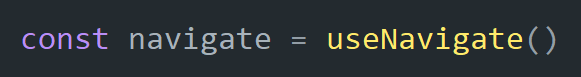 const navigate = useNavigate()